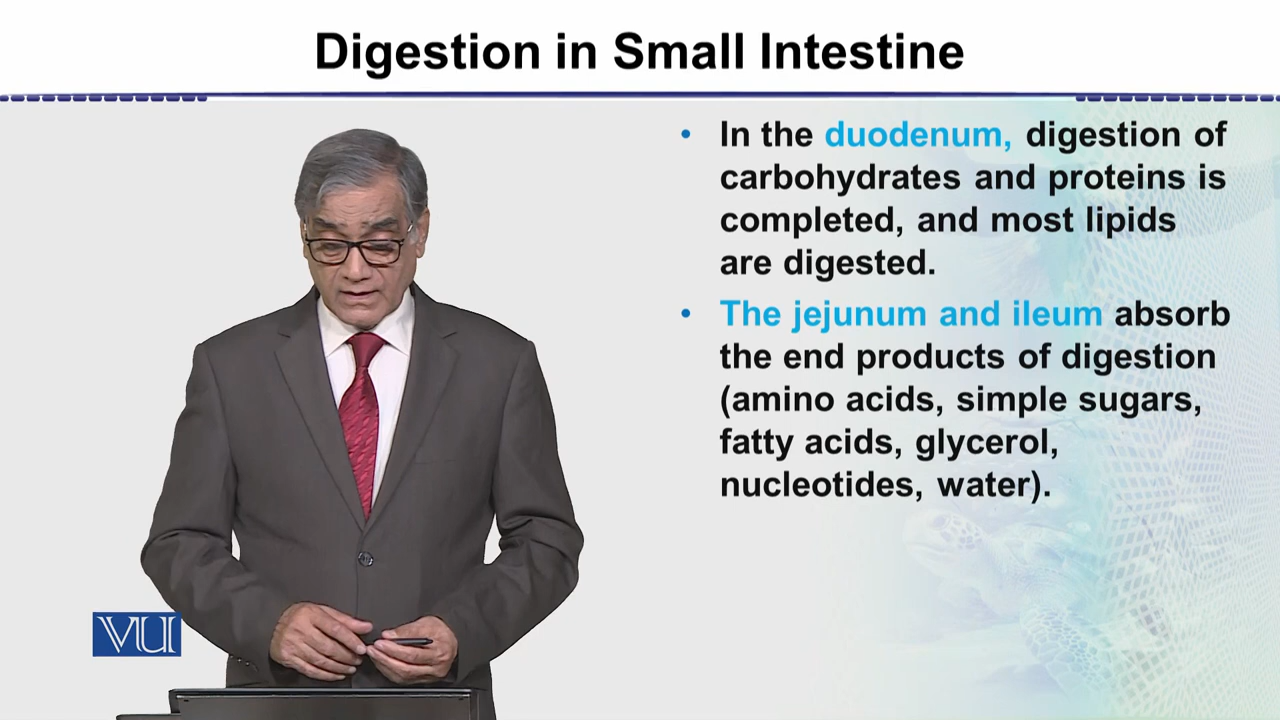 Digestion in Small Intestine
• In the duodenum, digestion of
carbohydrates and proteins is
completed, and most lipids
are digested.
• The jejunum and ileum absorb
the end products of digestion
(amino acids, simple sugars,
fatty acids, glycerol,
nucleotides, water).
VU